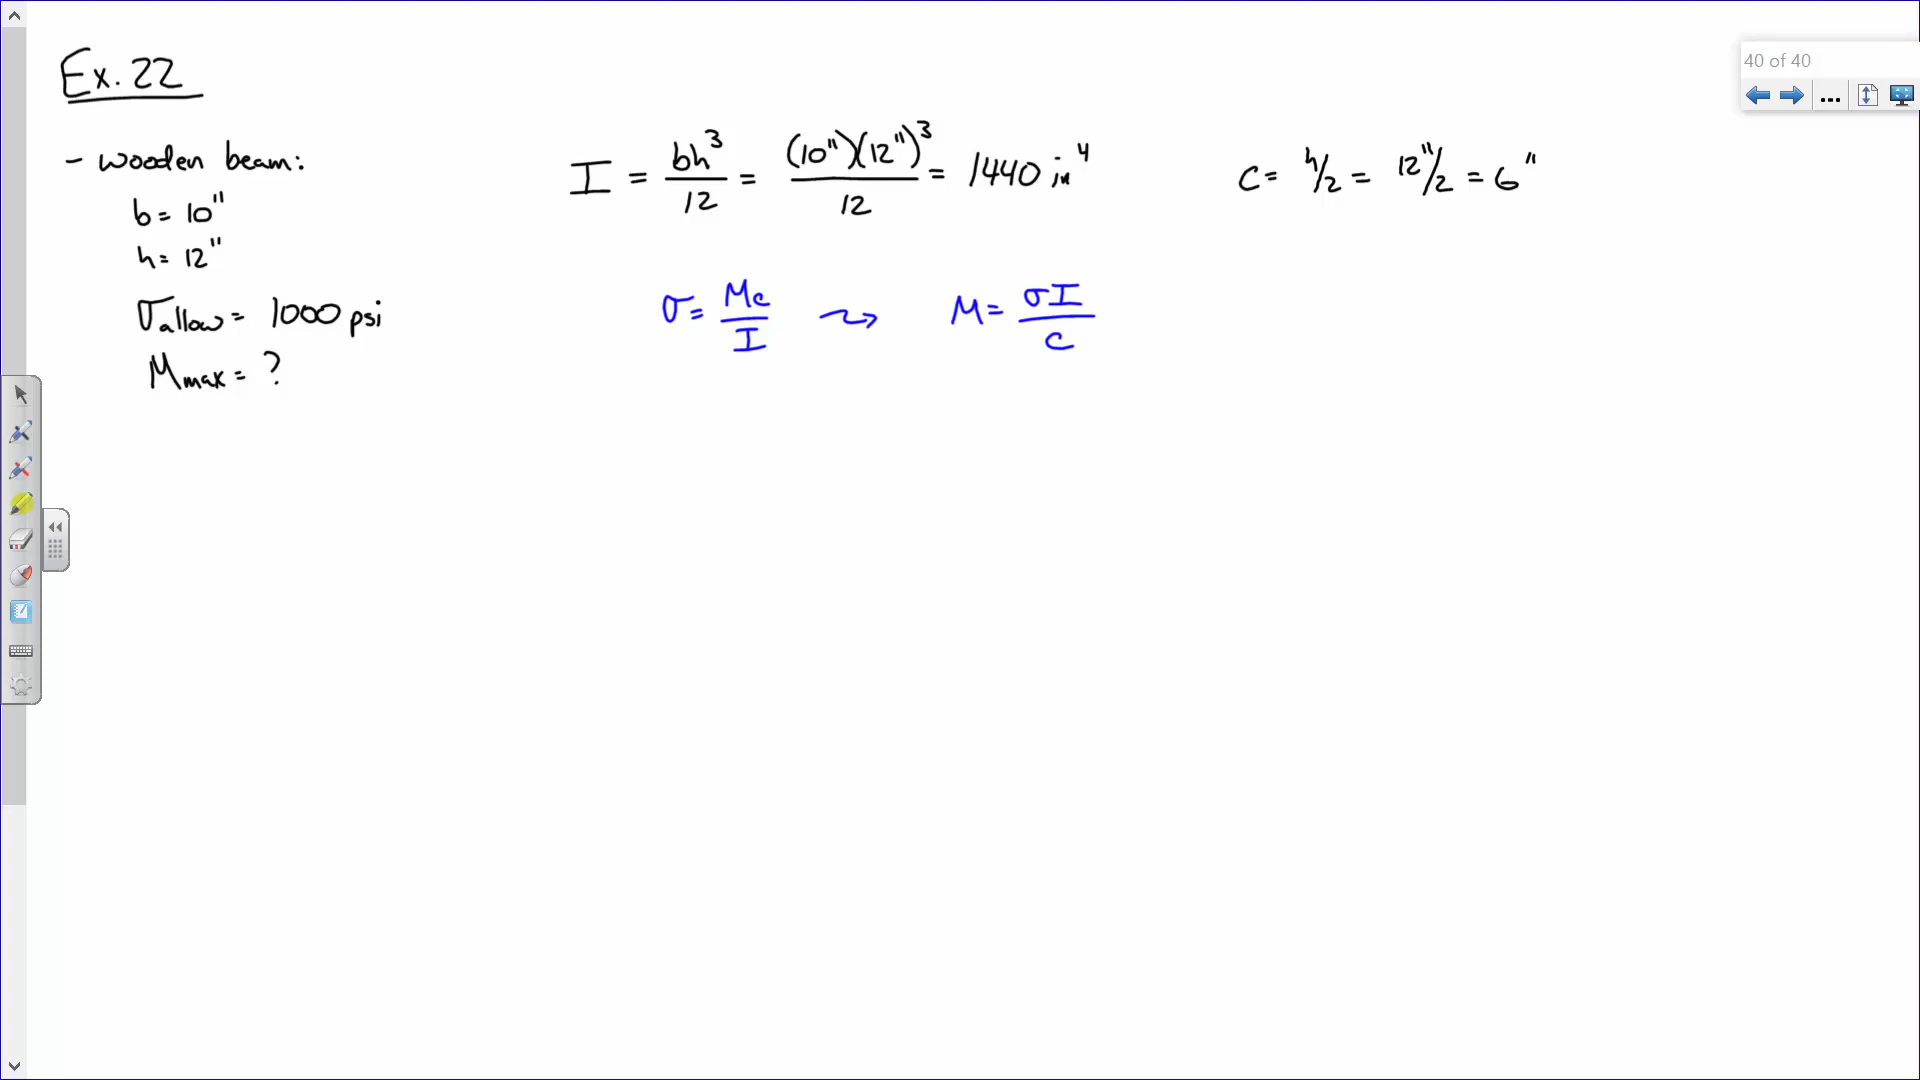 Ex. 22
40 of 40
- wooden beam:
b = 10"
h = 12"
σallow = 1000 psi
Mmax = ?
I = bh³/12 = (10")(12")³/12 = 1440 in⁴
c = h/2 = 12"/2 = 6"
σ = Mc/I ⤳ M = σI/c